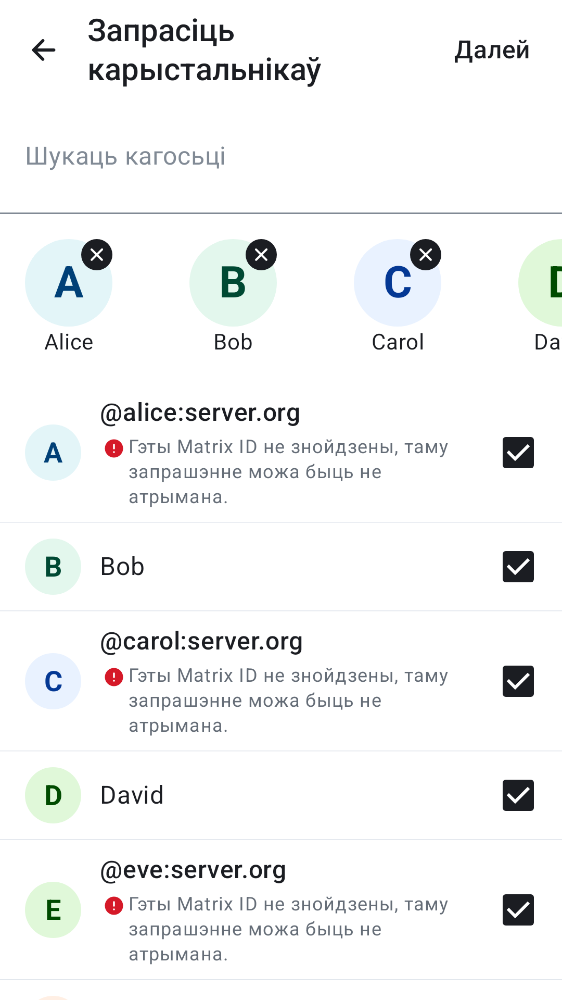 Запрасіць
карыстальнікаў
Далей
Шукаць кагосьці
A
B
C
Alice
Bob
Carol
Da
@alice:server.org
A
Гэты Matrix ID не знойдзены, таму
запрашэнне можа быць не
атрымана.
B
Bob
@carol:server.org
C
Гэты Matrix ID не знойдзены, таму
запрашэнне можа быць не
атрымана.
D
David
@eve:server.org
E
Гэты Matrix ID не знойдзены, таму
запрашэнне можа быць не
атрымана.